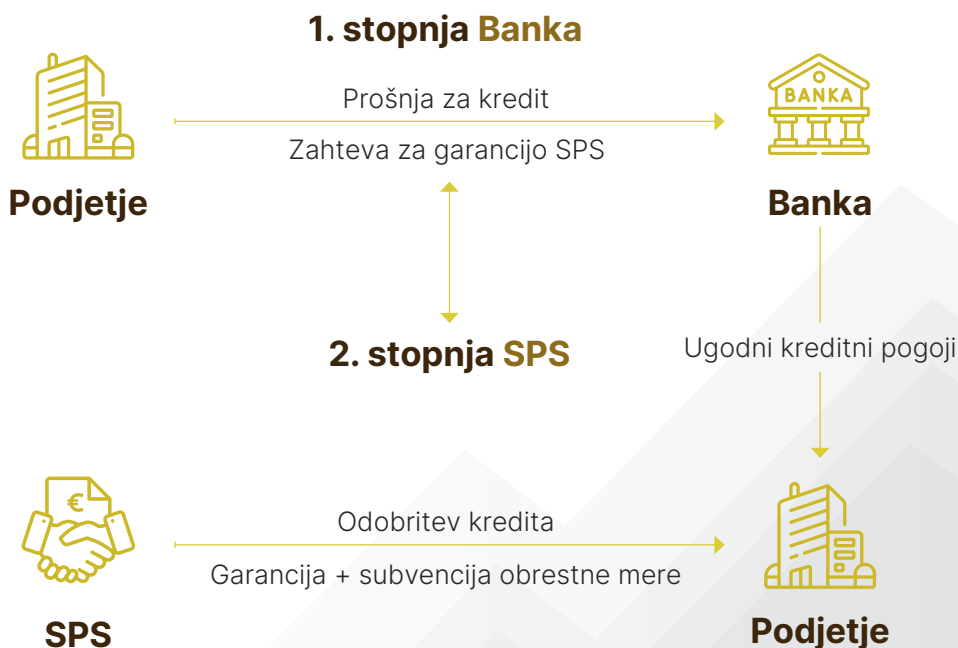 1. stopnja Banka
Prošnja za kredit
BANKA
Zahteva za garancijo SPS
Podjetje
Banka
2. stopnja SPS
Ugodni kreditni pogoji
€
Odobritev kredita
Garancija + subvencija obrestne mere
SPS
Podjetje